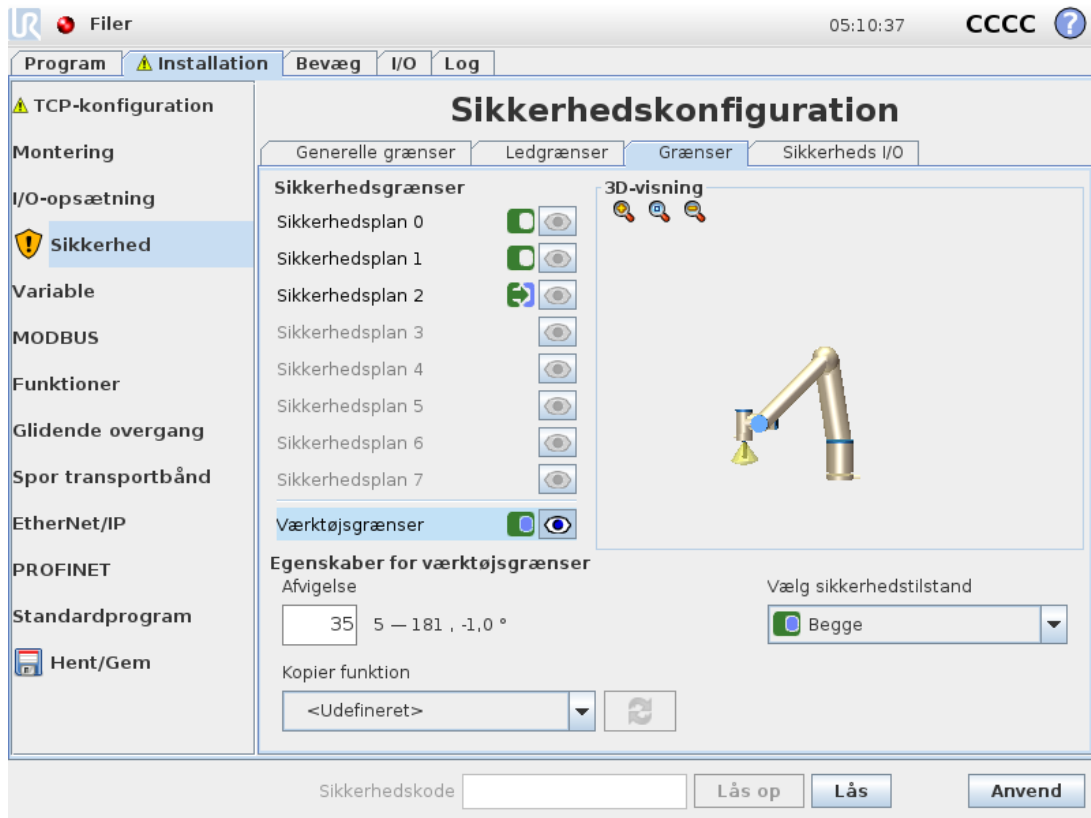 UR Filer 05:10:37 CCCC ?
Program Installation Bevæg I/O Log
TCP-konfiguration
Montering
I/O-opsætning
Sikkerhed
Variable
MODBUS
Funktioner
Glidende overgang
Spor transportbånd
EtherNet/IP
PROFINET
Standardprogram
Hent/Gem
Sikkerhedskonfiguration
Generelle grænser Ledgrænser Grænser Sikkerheds I/O
Sikkerhedsgrænser
Sikkerhedsplan 0
Sikkerhedsplan 1
Sikkerhedsplan 2
Sikkerhedsplan 3
Sikkerhedsplan 4
Sikkerhedsplan 5
Sikkerhedsplan 6
Sikkerhedsplan 7
Værktøjsgrænser
3D-visning
Egenskaber for værktøjsgrænser
Afvigelse
35 5 — 181 , -1,0 °
Vælg sikkerhedstilstand
Begge
Kopier funktion
<Udefineret>
Sikkerhedskode Lås op Lås Anvend